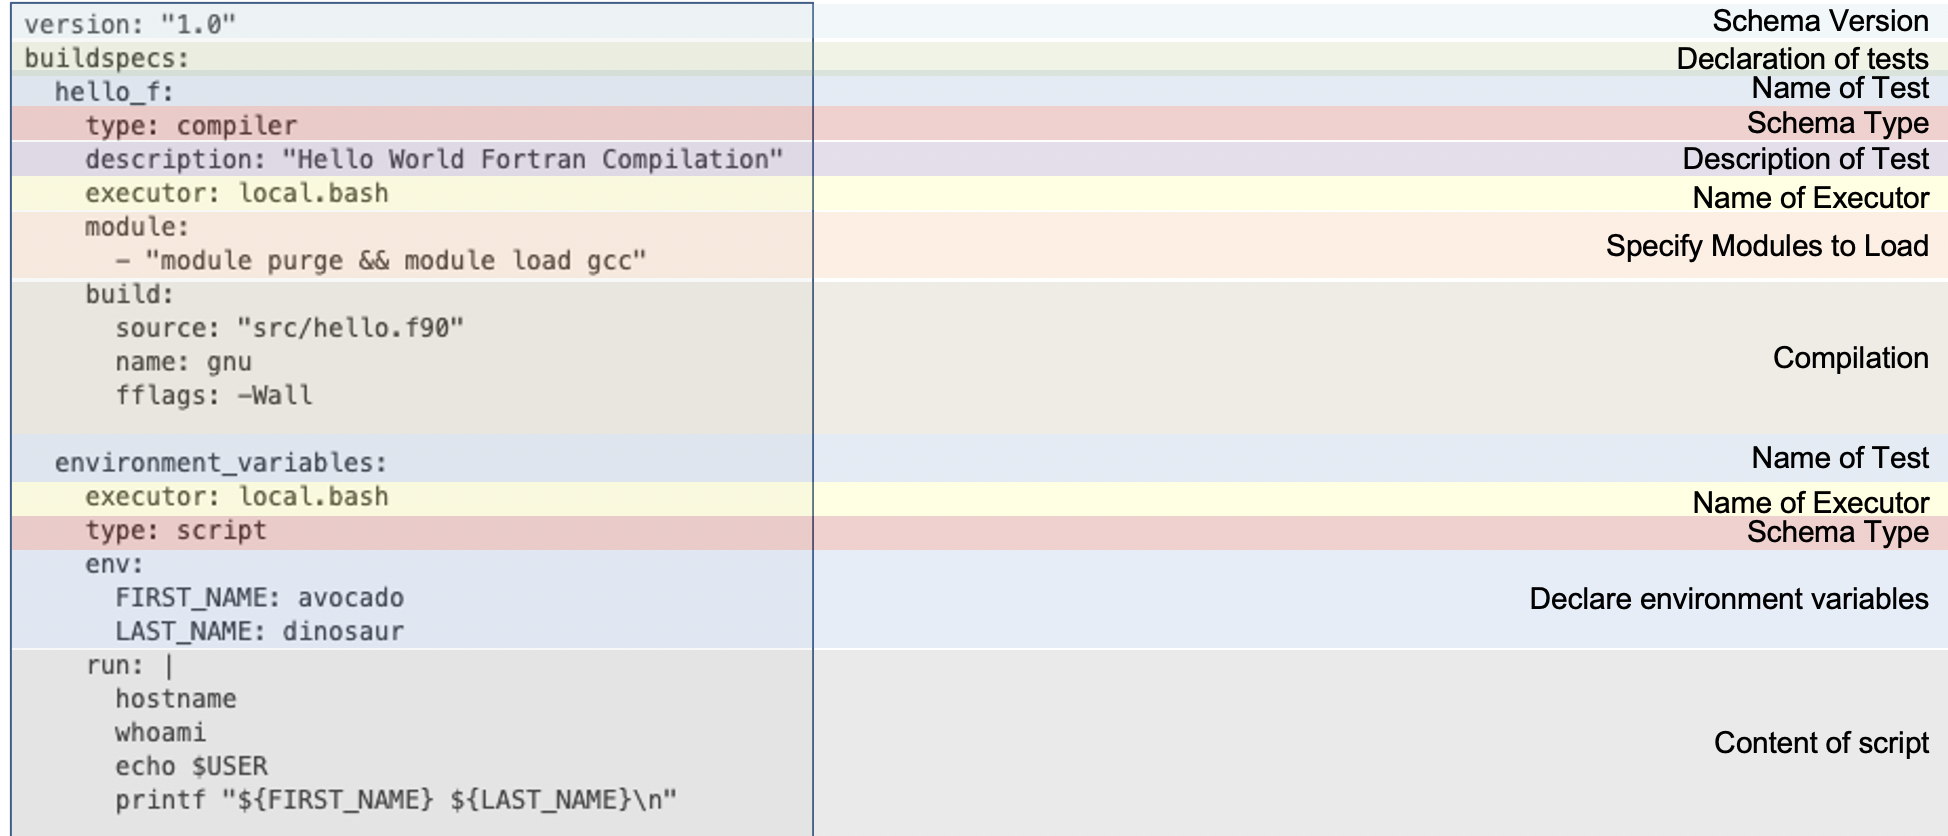 version: "1.0" Schema Version
buildspecs: Declaration of tests
hello_f: Name of Test
type: compiler Schema Type
description: "Hello World Fortran Compilation" Description of Test
executor: local.bash Name of Executor
module:
– "module purge && module load gcc" Specify Modules to Load
build:
source: "src/hello.f90"
name: gnu Compilation
fflags: –Wall
environment_variables: Name of Test
executor: local.bash Name of Executor
type: script Schema Type
env:
FIRST_NAME: avocado Declare environment variables
LAST_NAME: dinosaur
run: |
hostname
whoami Content of script
echo $USER
printf "${FIRST_NAME} ${LAST_NAME}\n"